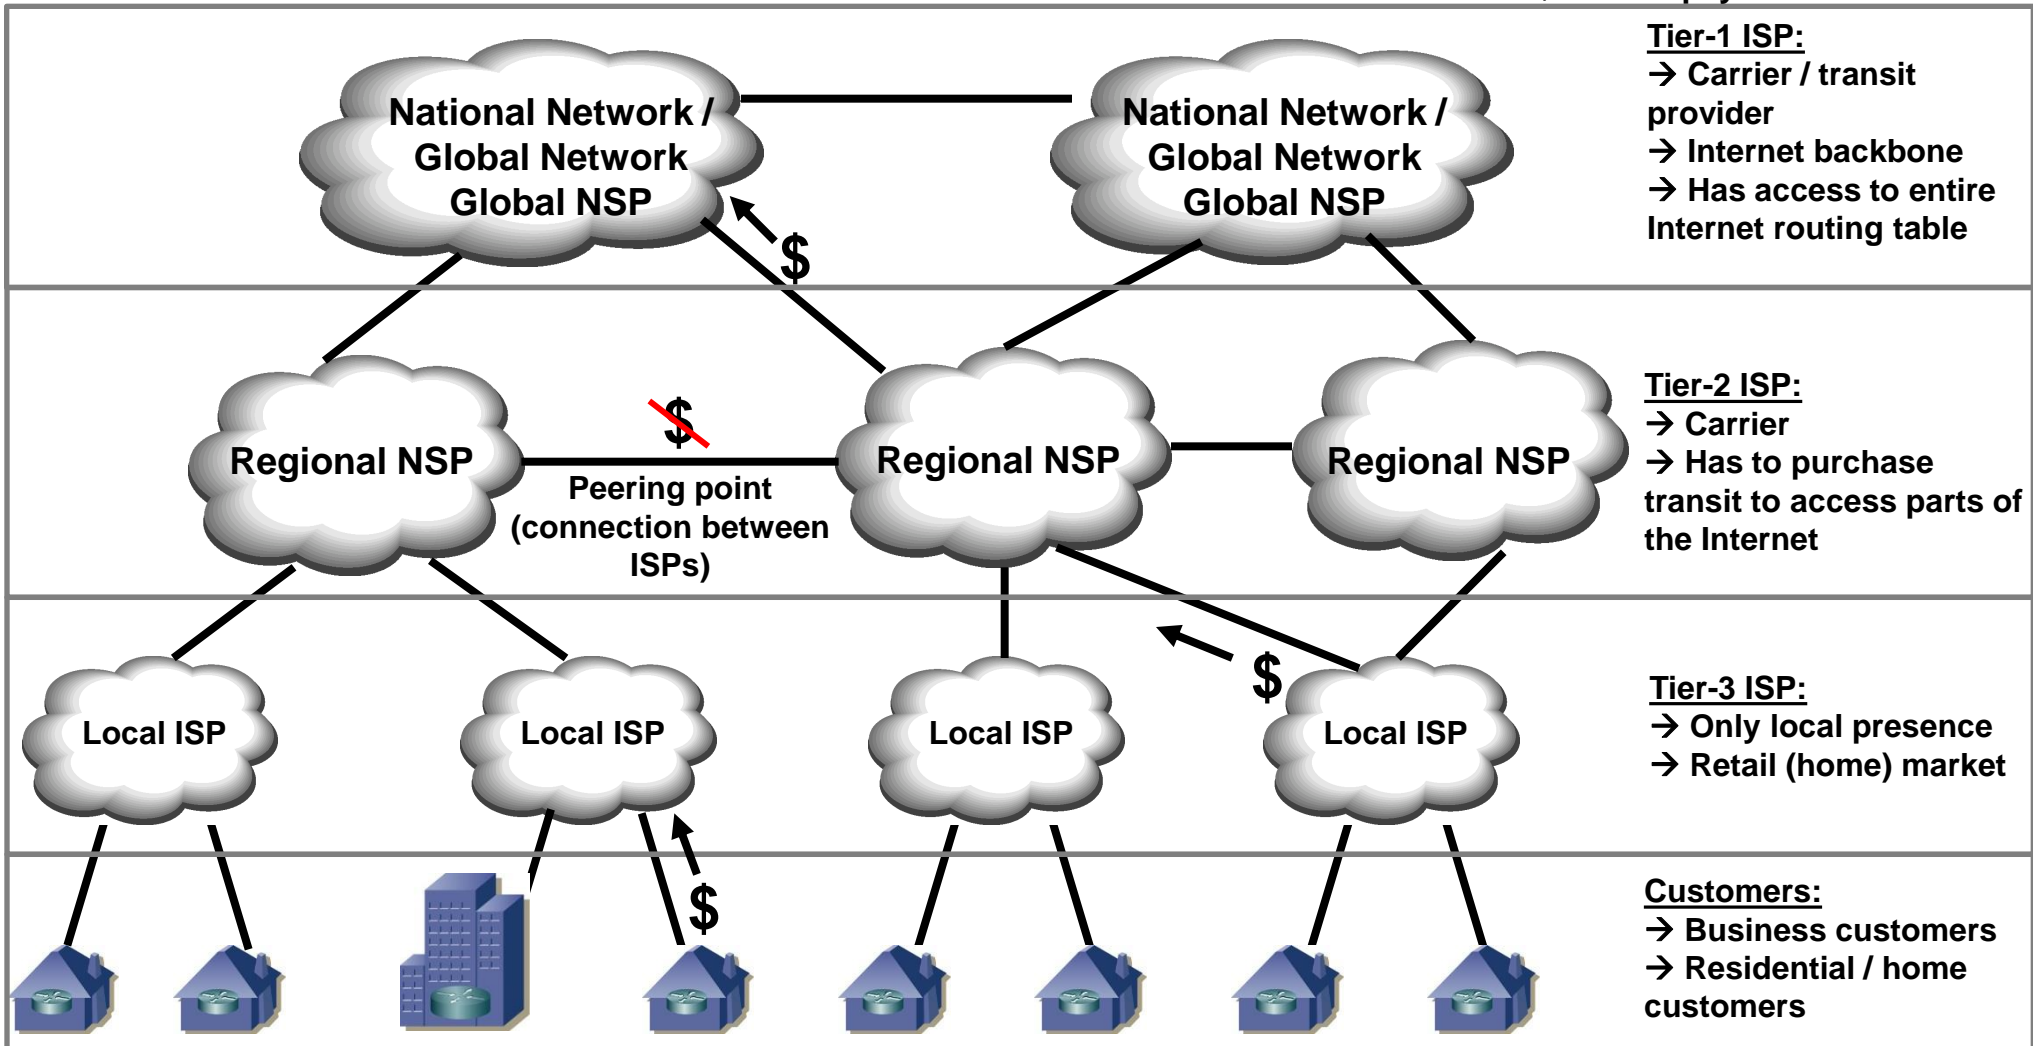 National Network /
Global Network
Global NSP
National Network /
Global Network
Global NSP
$
Tier-1 ISP:
→ Carrier / transit
provider
→ Internet backbone
→ Has access to entire
Internet routing table
Regional NSP
$
Peering point
(connection between
ISPs)
Regional NSP
Regional NSP
Tier-2 ISP:
→ Carrier
→ Has to purchase
transit to access parts of
the Internet
Local ISP
Local ISP
Local ISP
$
Local ISP
Tier-3 ISP:
→ Only local presence
→ Retail (home) market
$
Customers:
→ Business customers
→ Residential / home
customers